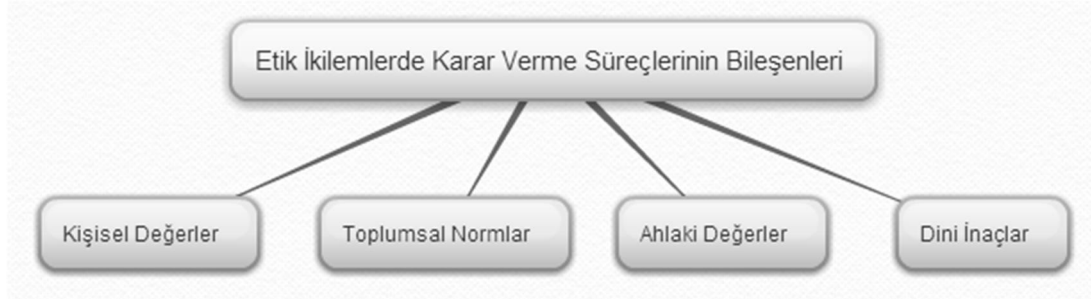 Etik İkilemlerde Karar Verme Süreçlerinin Bileşenleri
Kişisel Değerler
Toplumsal Normlar
Ahlaki Değerler
Dini İnaçlar